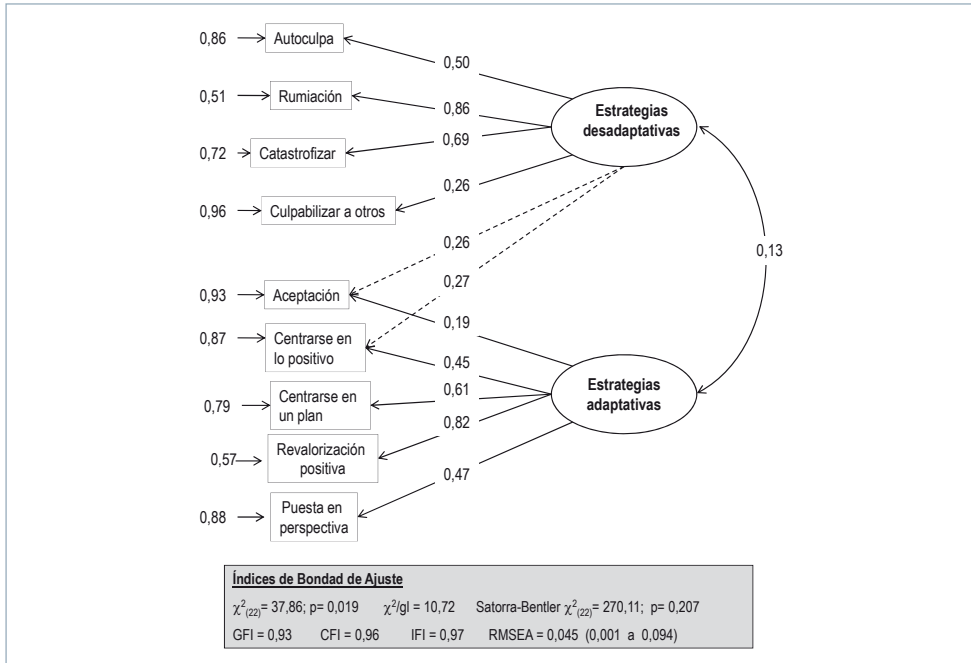 0,86
Autoculpa
0,50
0,51
Rumiación
0,86
Estrategias
desadaptativas
0,72
Catastrofizar
0,69
0,96
Culpabilizar a otros
0,26
0,26
0,13
0,93
Aceptación
0,27
0,19
0,87
Centrarse en
lo positivo
0,45
0,79
Centrarse en
un plan
0,61
Estrategias
adaptativas
0,82
0,57
Revalorización
positiva
0,47
0,88
Puesta en
perspectiva
Índices de Bondad de Ajuste
χ²₍₂₂₎= 37,86; p= 0,019 χ²/gl = 10,72 Satorra-Bentler χ²₍₂₂₎= 270,11; p= 0,207
GFI = 0,93 CFI = 0,96 IFI = 0,97 RMSEA = 0,045 (0,001 a 0,094)